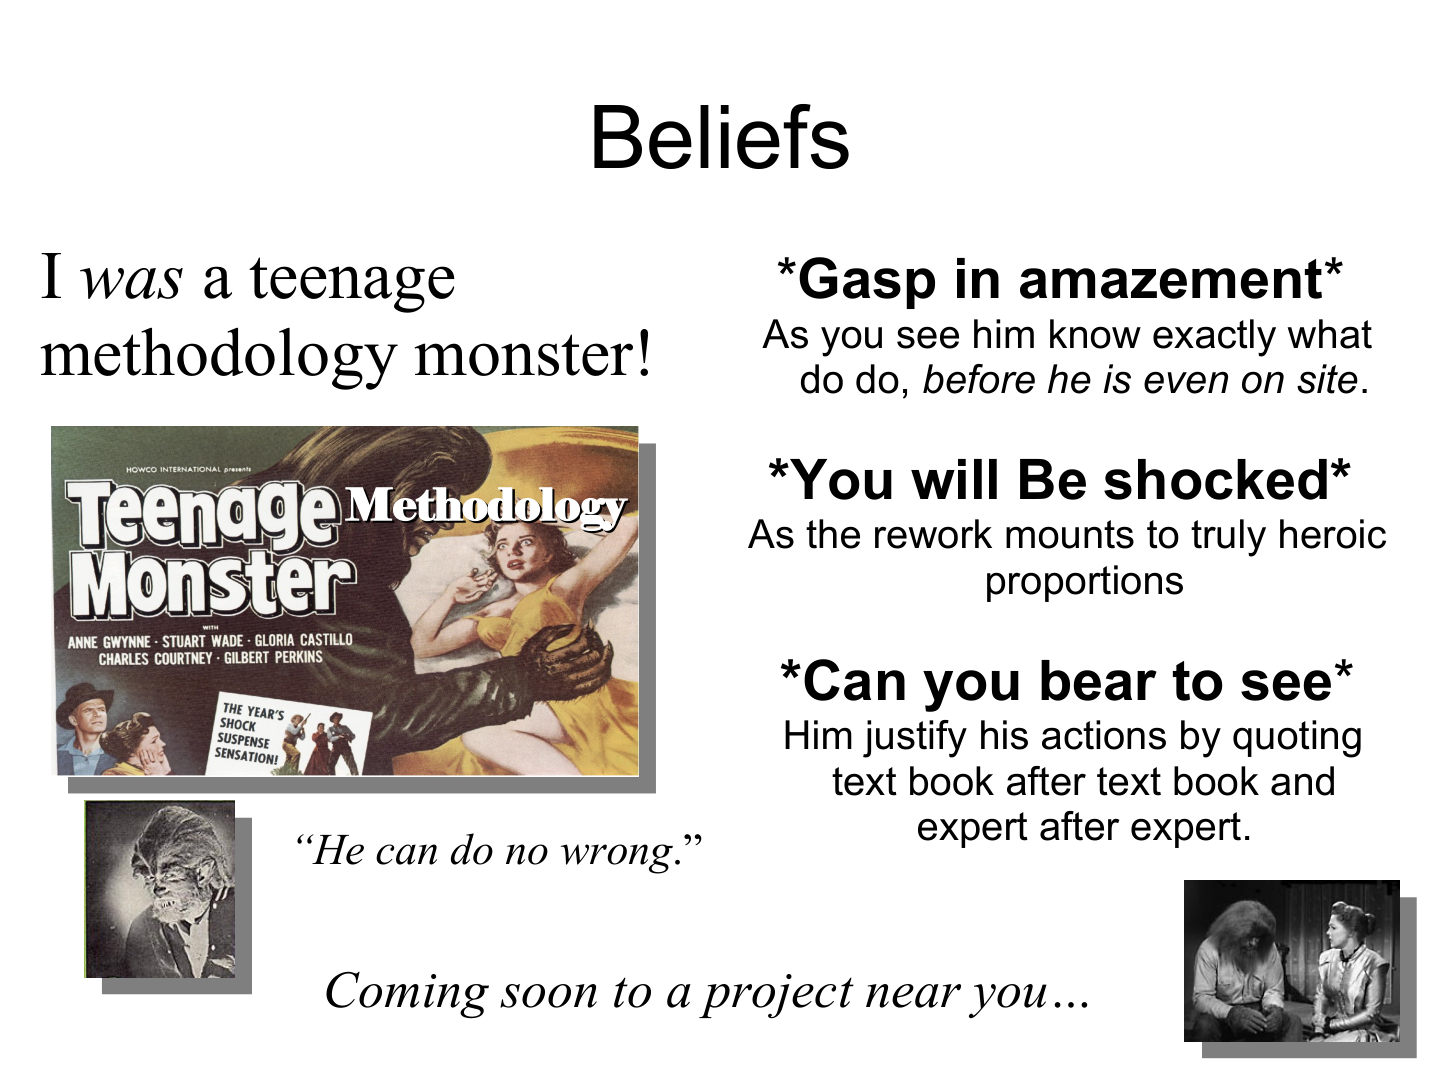 Beliefs
I was a teenage
methodology monster!
HOWCO INTERNATIONAL presents
Teenage Methodology
Monster
WITH
ANNE GWYNNE · STUART WADE · GLORIA CASTILLO
CHARLES COURTNEY · GILBERT PERKINS
THE YEAR'S
SHOCK
SUSPENSE
SENSATION!
“He can do no wrong.”
*Gasp in amazement*
As you see him know exactly what
do do, before he is even on site.
*You will Be shocked*
As the rework mounts to truly heroic
proportions
*Can you bear to see*
Him justify his actions by quoting
text book after text book and
expert after expert.
Coming soon to a project near you…